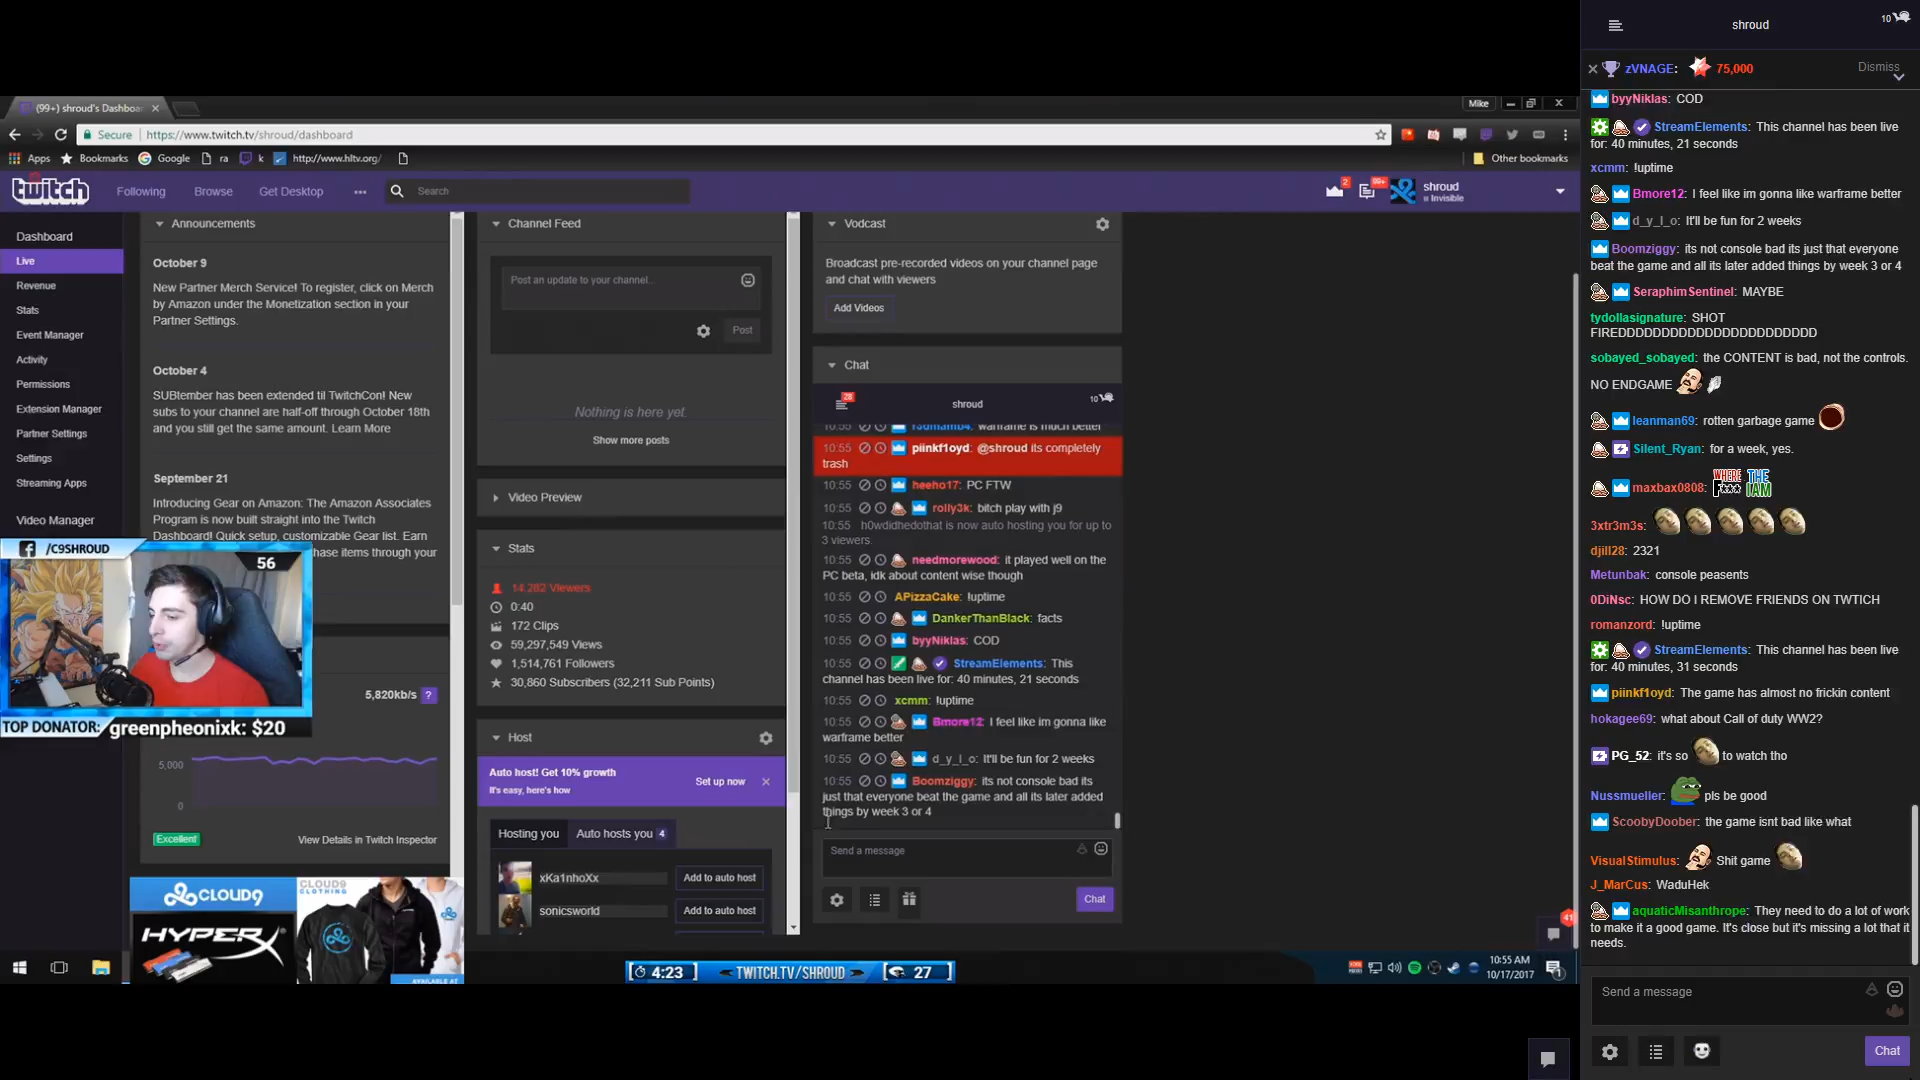 (99+) shroud's Dashboa
Mike
Secure
https://www.twitch.tv/shroud/dashboard
Apps
Bookmarks
Google
ra
k
http://www.hltv.org/
Other bookmarks
twitch
Following
Browse
Get Desktop
Search
2
99+
shroud
Invisible
Dashboard
Live
Revenue
Stats
Event Manager
Activity
Permissions
Extension Manager
Partner Settings
Settings
Streaming Apps
Video Manager
Announcements
October 9
New Partner Merch Service! To register, click on Merch
by Amazon under the Monetization section in your
Partner Settings.
October 4
SUBtember has been extended til TwitchCon! New
subs to your channel are half-off through October 18th
and you still get the same amount. Learn More
September 21
Introducing Gear on Amazon: The Amazon Associates
Program is now built straight into the Twitch
Dashboard! Quick setup, customizable Gear list. Earn
hase items through your
/C9SHROUD
56
TOP DONATOR: greenpheonixk: $20
5,820kb/s ?
5,000
0
Excellent
View Details in Twitch Inspector
CLOUD9
HYPERX
CLOUD9
CLOTHING
AVAILABLE AT
Channel Feed
Post an update to your channel...
Post
Nothing is here yet.
Show more posts
Video Preview
Stats
14,282 Viewers
0:40
172 Clips
59,297,549 Views
1,514,761 Followers
30,860 Subscribers (32,211 Sub Points)
Host
Auto host! Get 10% growth
It's easy, here's how
Set up now
Hosting you
Auto hosts you 4
xKa1nhoXx
Add to auto host
sonicsworld
Add to auto host
Vodcast
Broadcast pre-recorded videos on your channel page
and chat with viewers
Add Videos
Chat
28
shroud
10
warframe is much better
10:55 piinkf1oyd: @shroud its completely
trash
10:55 heeho17: PC FTW
10:55 rolly3k: bitch play with j9
10:55 h0wdidhedothat is now auto hosting you for up to
3 viewers.
10:55 needmorewood: it played well on the
PC beta, idk about content wise though
10:55 APizzaCake: !uptime
10:55 DankerThanBlack: facts
10:55 byyNiklas: COD
10:55 StreamElements: This
channel has been live for: 40 minutes, 21 seconds
10:55 xcmm: !uptime
10:55 Bmore12: I feel like im gonna like
warframe better
10:55 d_y_l_o: It'll be fun for 2 weeks
10:55 Boomziggy: its not console bad its
just that everyone beat the game and all its later added
things by week 3 or 4
Send a message
Chat
41
4:23
TWITCH.TV/SHROUD
27
10:55 AM
10/17/2017
1
shroud
10
zVNAGE: 75,000
Dismiss
byyNiklas: COD
StreamElements: This channel has been live
for: 40 minutes, 21 seconds
xcmm: !uptime
Bmore12: I feel like im gonna like warframe better
d_y_l_o: It'll be fun for 2 weeks
Boomziggy: its not console bad its just that everyone
beat the game and all its later added things by week 3 or 4
SeraphimSentinel: MAYBE
tydollasignature: SHOT
FIREDDDDDDDDDDDDDDDDDDDDDDD
sobayed_sobayed: the CONTENT is bad, not the controls.
NO ENDGAME
leanman69: rotten garbage game
Silent_Ryan: for a week, yes.
maxbax0808: WHERE THE
F*** IAM
3xtr3m3s:
djill28: 2321
Metunbak: console peasents
0DiNsc: HOW DO I REMOVE FRIENDS ON TWTICH
romanzord: !uptime
StreamElements: This channel has been live
for: 40 minutes, 31 seconds
piinkf1oyd: The game has almost no frickin content
hokagee69: what about Call of duty WW2?
PG_52: it's so to watch tho
Nussmueller: pls be good
ScoobyDoober: the game isnt bad like what
VisualStimulus: Shit game
J_MarCus: WaduHek
aquaticMisanthrope: They need to do a lot of work
to make it a good game. It's close but it's missing a lot that it
needs.
Send a message
Chat